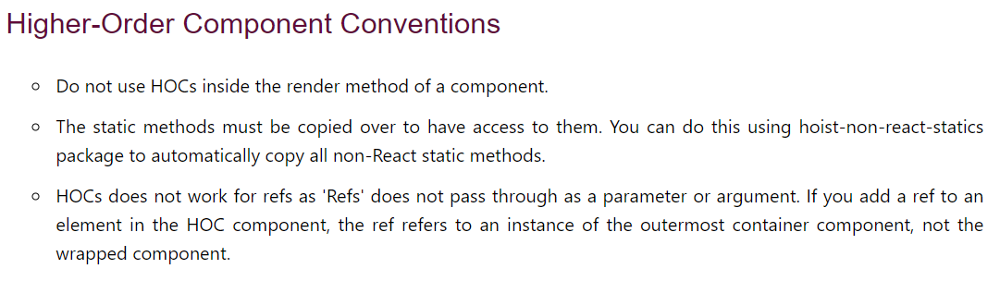 Higher-Order Component Conventions
Do not use HOCs inside the render method of a component.
The static methods must be copied over to have access to them. You can do this using hoist-non-react-statics
package to automatically copy all non-React static methods.
HOCs does not work for refs as 'Refs' does not pass through as a parameter or argument. If you add a ref to an
element in the HOC component, the ref refers to an instance of the outermost container component, not the
wrapped component.